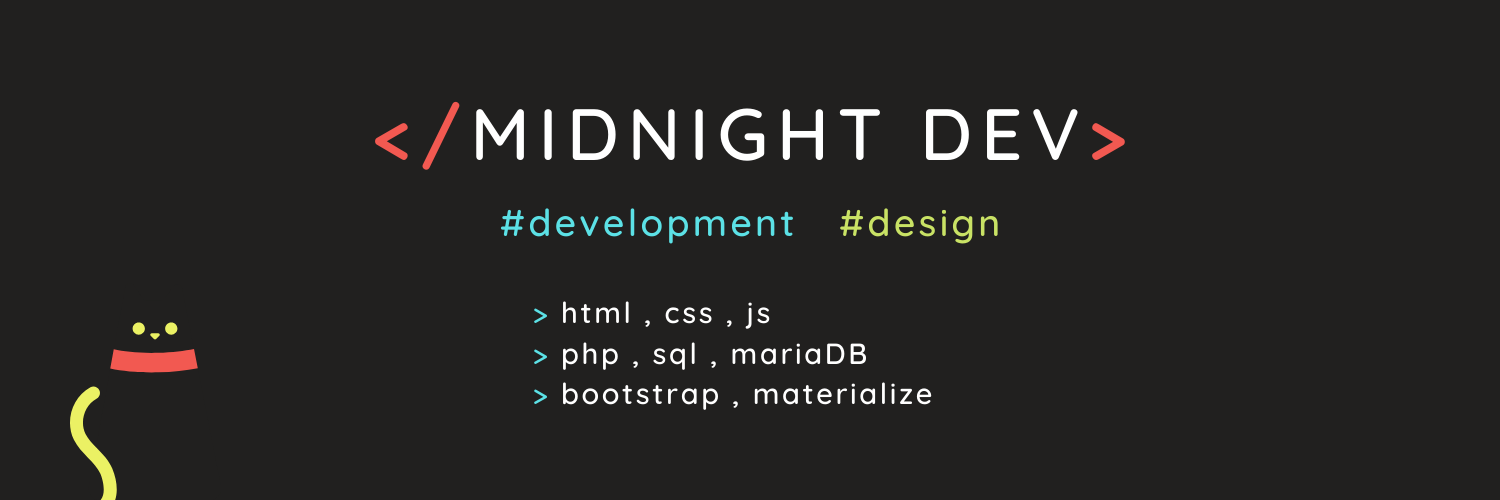 </MIDNIGHT DEV>
#development #design
> html , css , js
> php , sql , mariaDB
> bootstrap , materialize